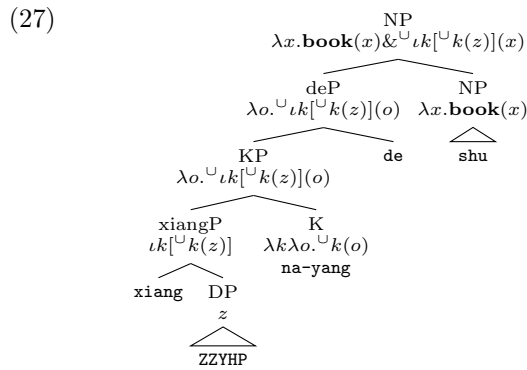 (27)
NP
λx.book(x)&∪ιk[∪k(z)](x)
deP NP
λo.∪ιk[∪k(z)](o) λx.book(x)
KP de shu
λo.∪ιk[∪k(z)](o)
xiangP K
ιk[∪k(z)] λkλo.∪k(o)
na-yang
xiang DP
z
ZZYHP